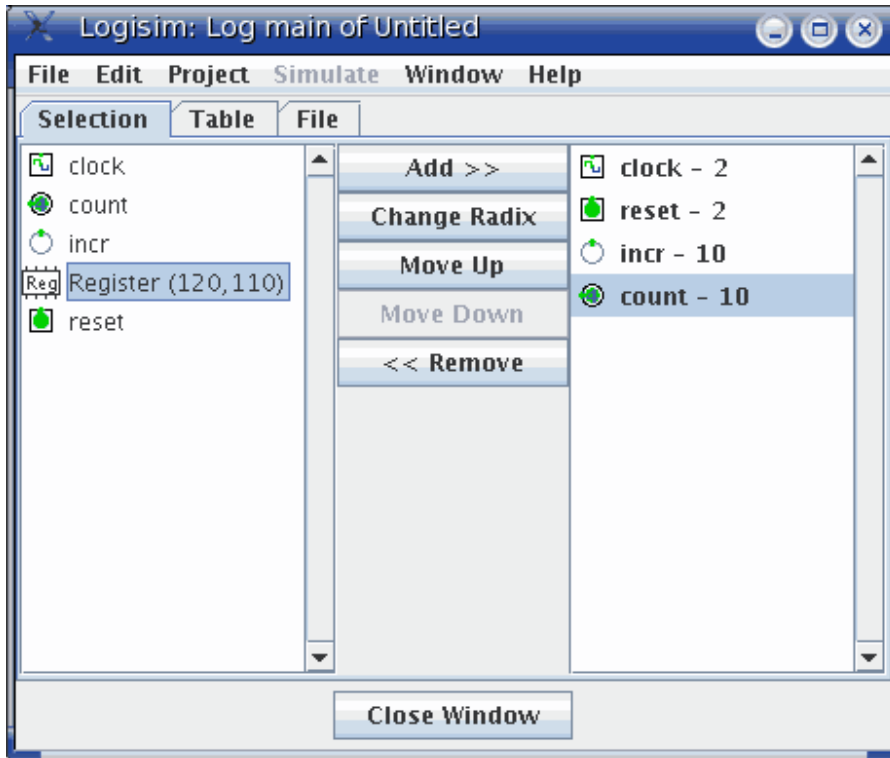 Logisim: Log main of Untitled
File Edit Project Simulate Window Help
Selection Table File
clock
count
incr
Reg Register (120,110)
reset
Add >>
Change Radix
Move Up
Move Down
<< Remove
clock - 2
reset - 2
incr - 10
count - 10
Close Window